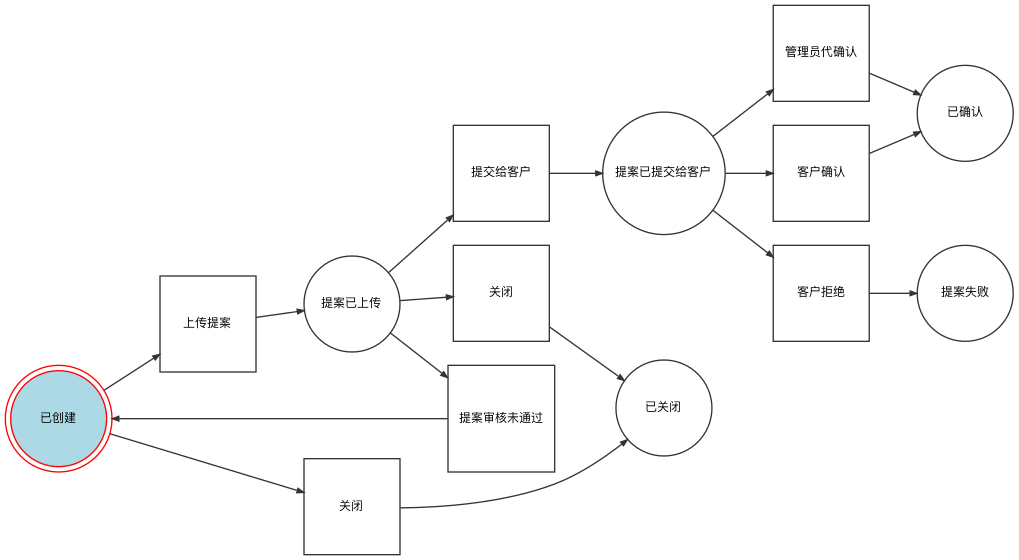 管理员代确认
已确认
提交给客户
提案已提交给客户
客户确认
上传提案
提案已上传
关闭
客户拒绝
提案失败
已创建
提案审核未通过
已关闭
关闭